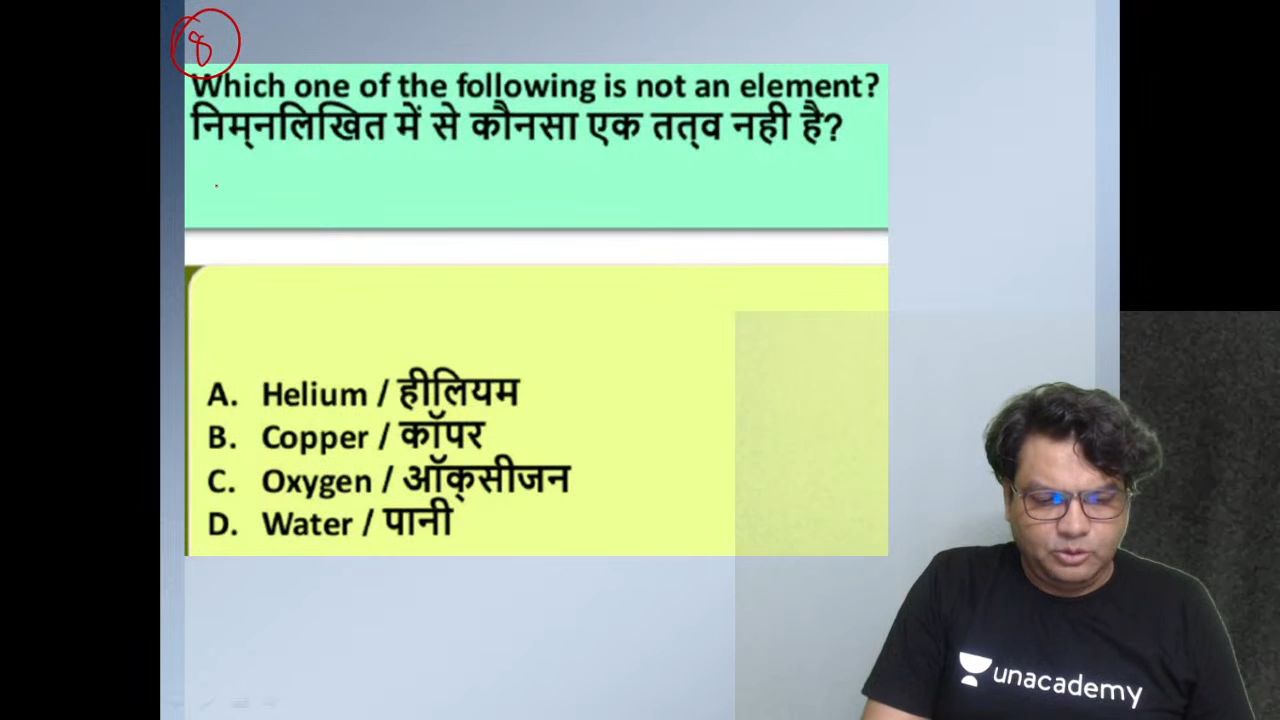 8
Which one of the following is not an element?
निम्नलिखित में से कौनसा एक तत्व नही है?
A. Helium / हीलियम
B. Copper / कॉपर
C. Oxygen / ऑक्सीजन
D. Water / पानी
unacademy